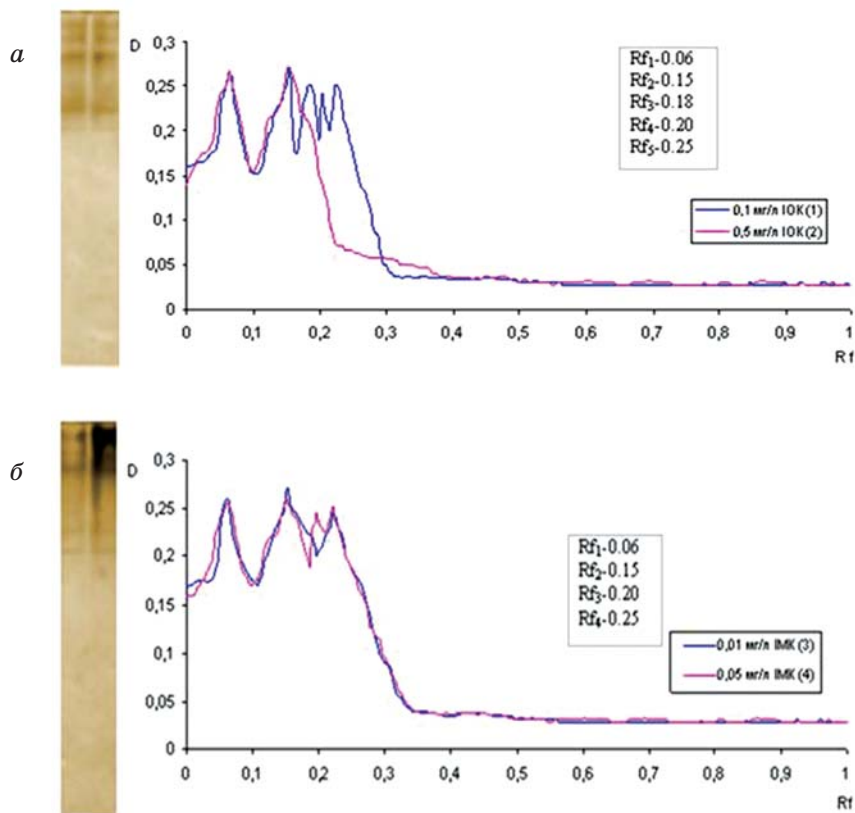 а
D
0,3
0,25
0,2
0,15
0,1
0,05
0
Rf1-0.06
Rf2-0.15
Rf3-0.18
Rf4-0.20
Rf5-0.25
0,1 мг/л ІОК (1)
0,5 мг/л ІОК (2)
0 0,1 0,2 0,3 0,4 0,5 0,6 0,7 0,8 0,9 1
Rf
б
D
0,3
0,25
0,2
0,15
0,1
0,05
0
Rf1-0.06
Rf2-0.15
Rf3-0.20
Rf4-0.25
0,01 мг/л ІМК (3)
0,05 мг/л ІМК (4)
0 0,1 0,2 0,3 0,4 0,5 0,6 0,7 0,8 0,9 1
Rf